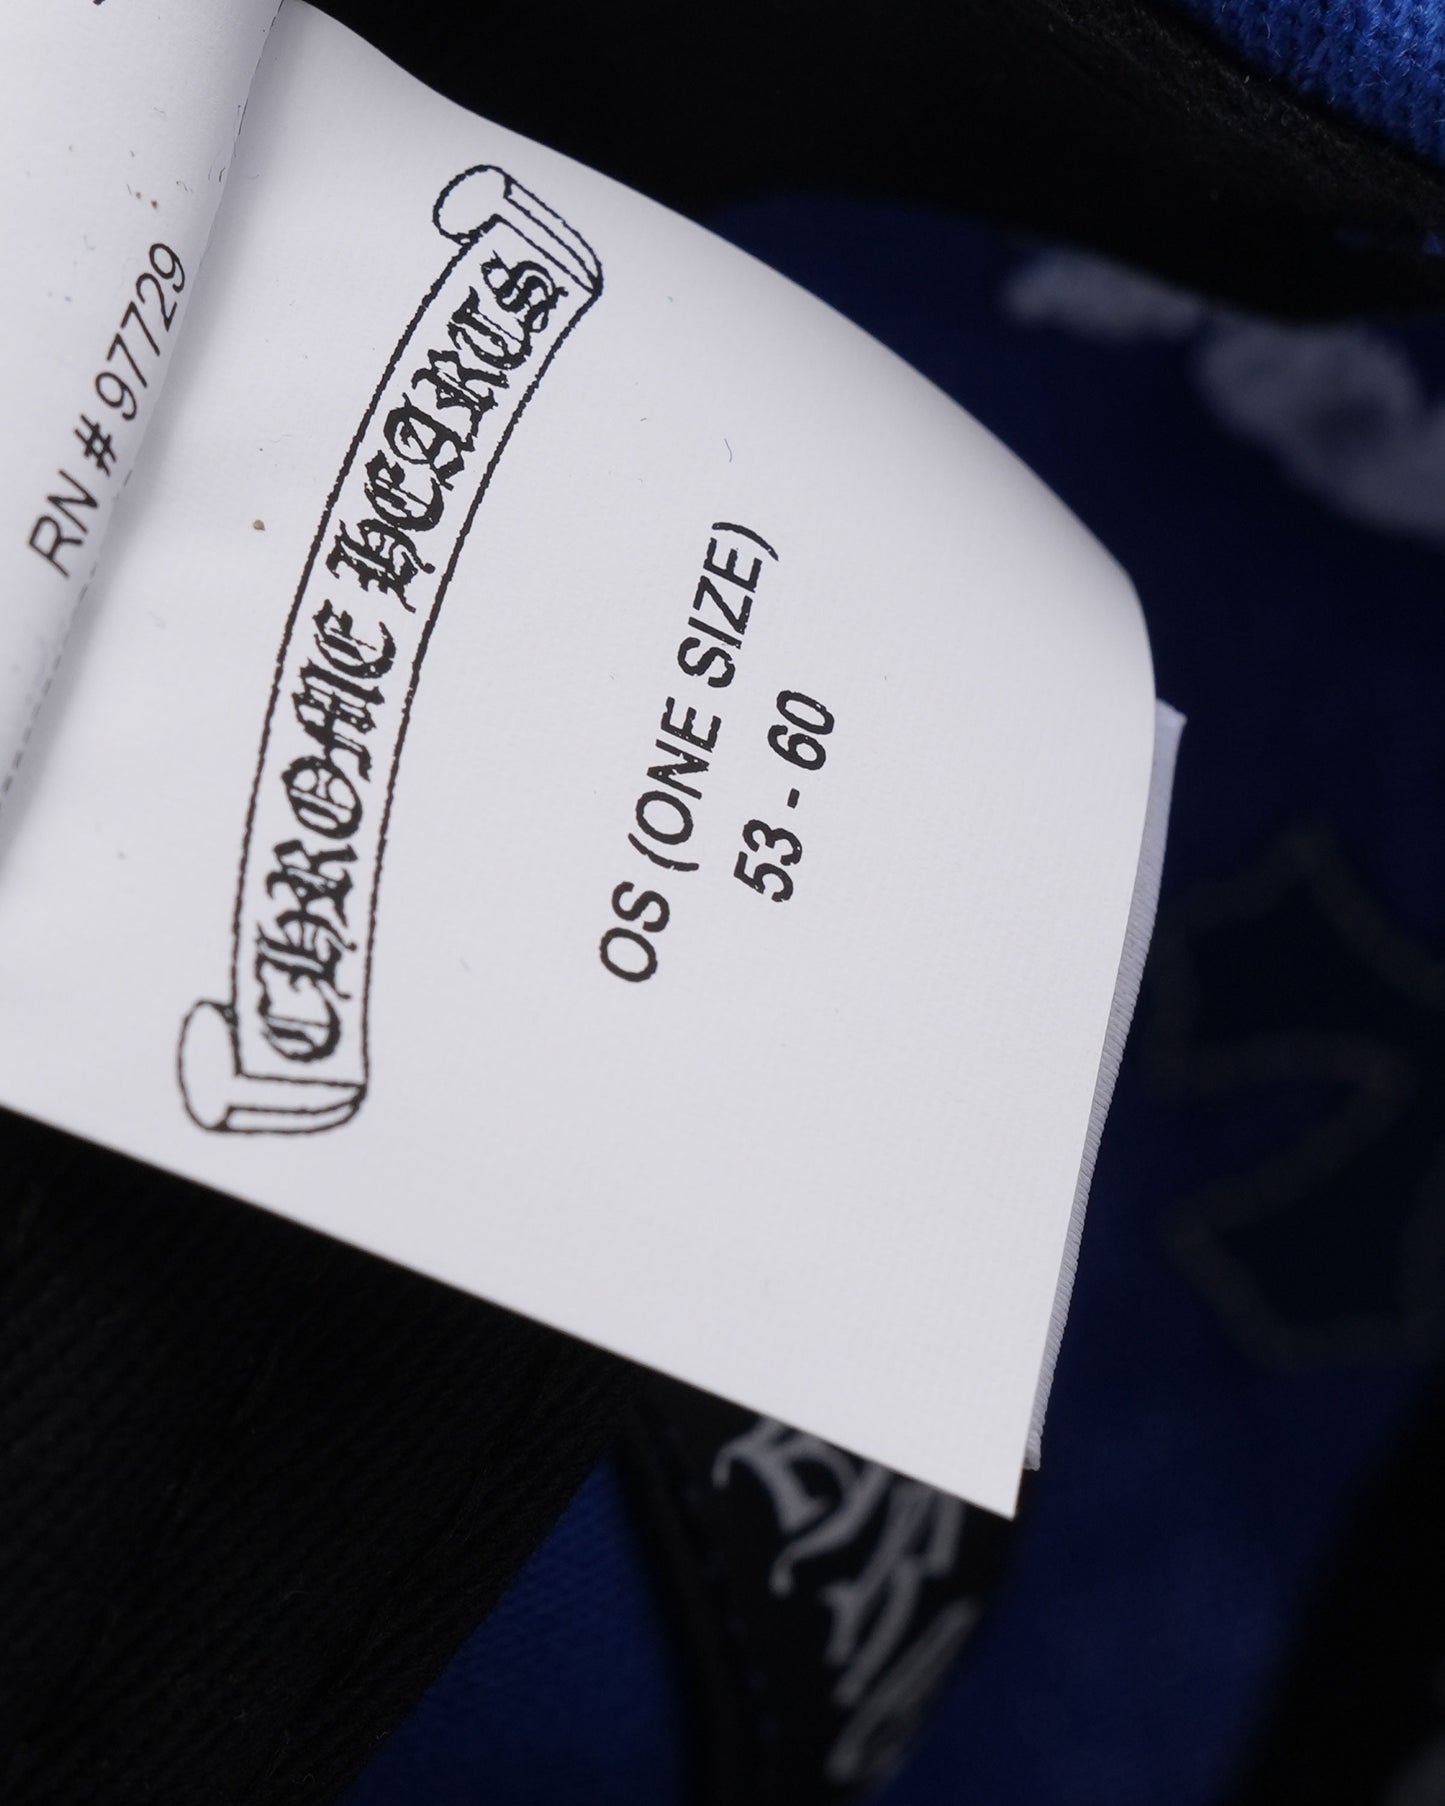 RN # 97729
CHROME HEARTS
OS (ONE SIZE)
53 - 60